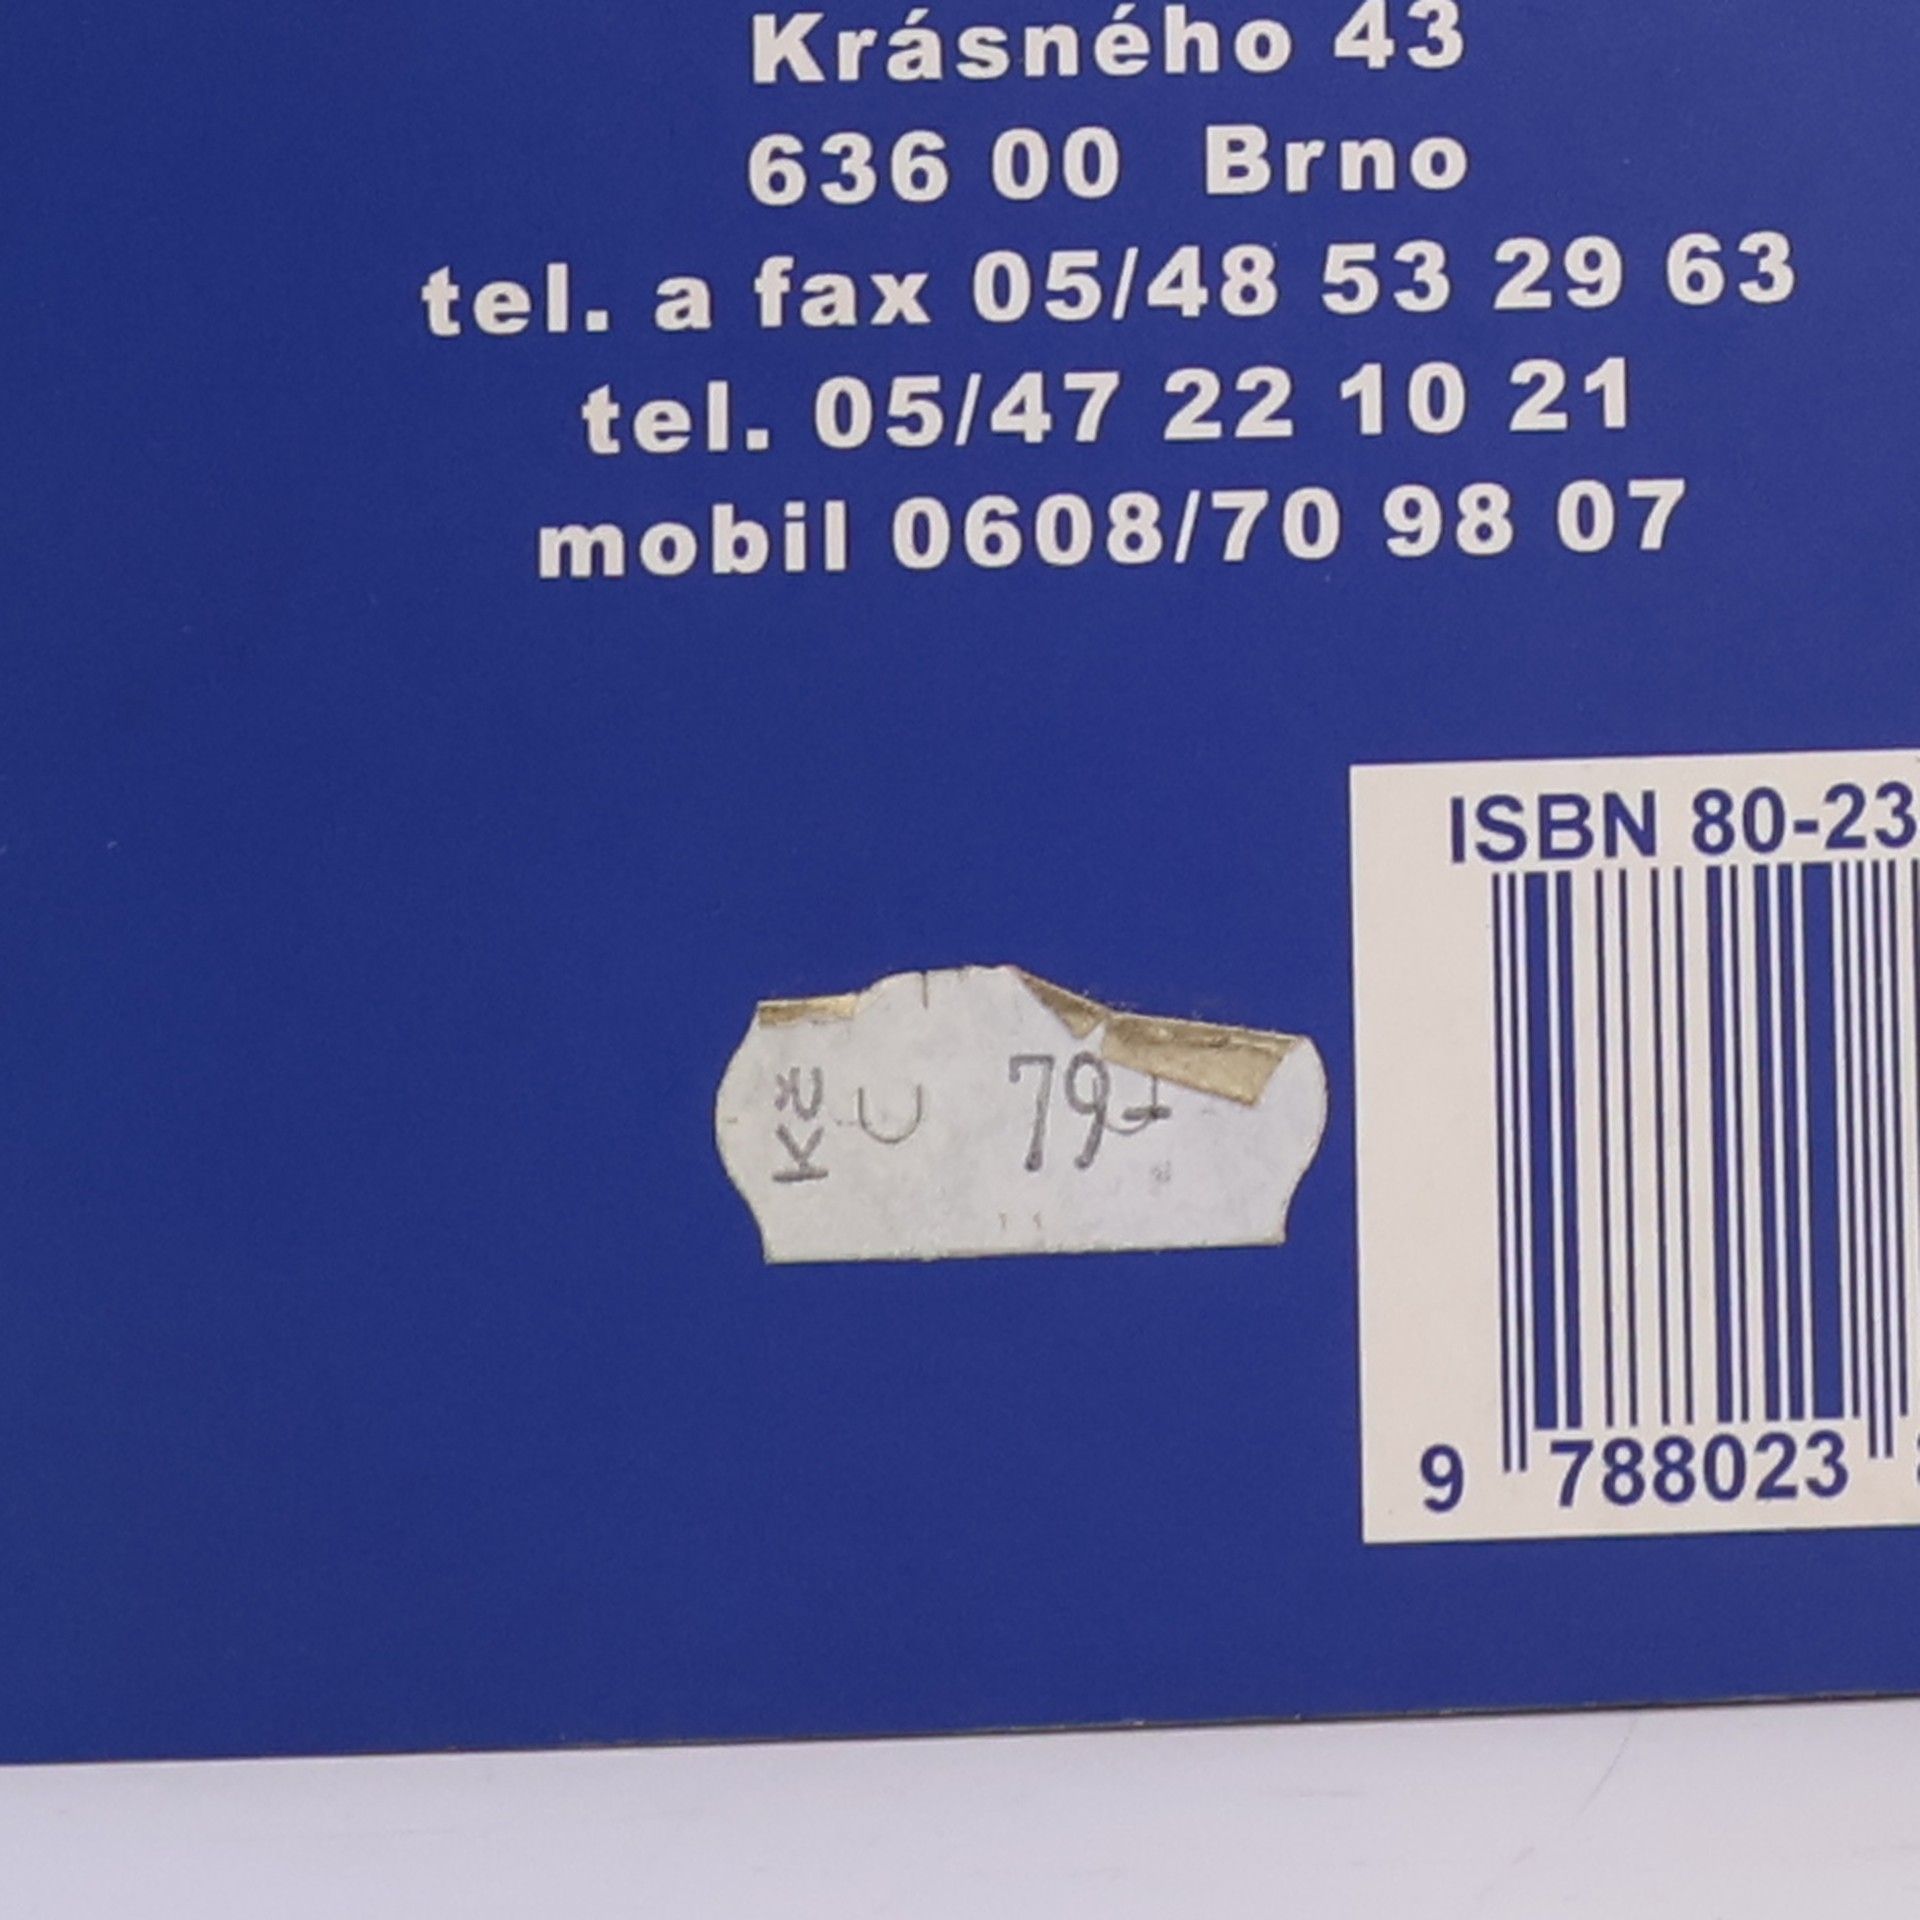 Krásného 43
636 00 Brno
tel. a fax 05/48 53 29 63
tel. 05/47 22 10 21
mobil 0608/70 98 07
ISBN 80-23
Kč 79,-
9 788023